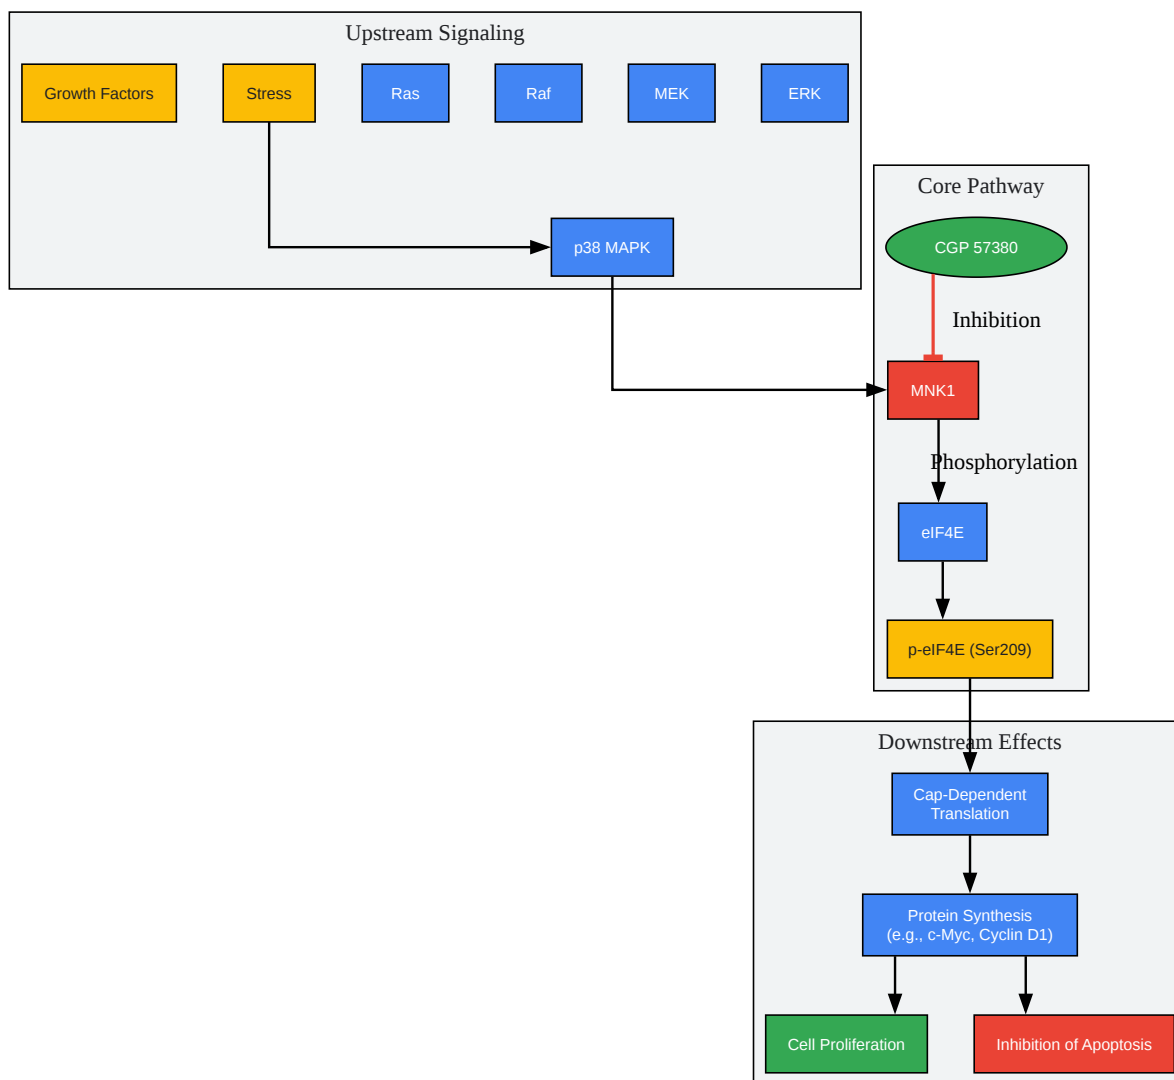 Upstream Signaling
Growth Factors
Stress
Ras
Raf
MEK
ERK
p38 MAPK
Core Pathway
CGP 57380
Inhibition
MNK1
Phosphorylation
eIF4E
p-eIF4E (Ser209)
Downstream Effects
Cap-Dependent
Translation
Protein Synthesis
(e.g., c-Myc, Cyclin D1)
Cell Proliferation
Inhibition of Apoptosis